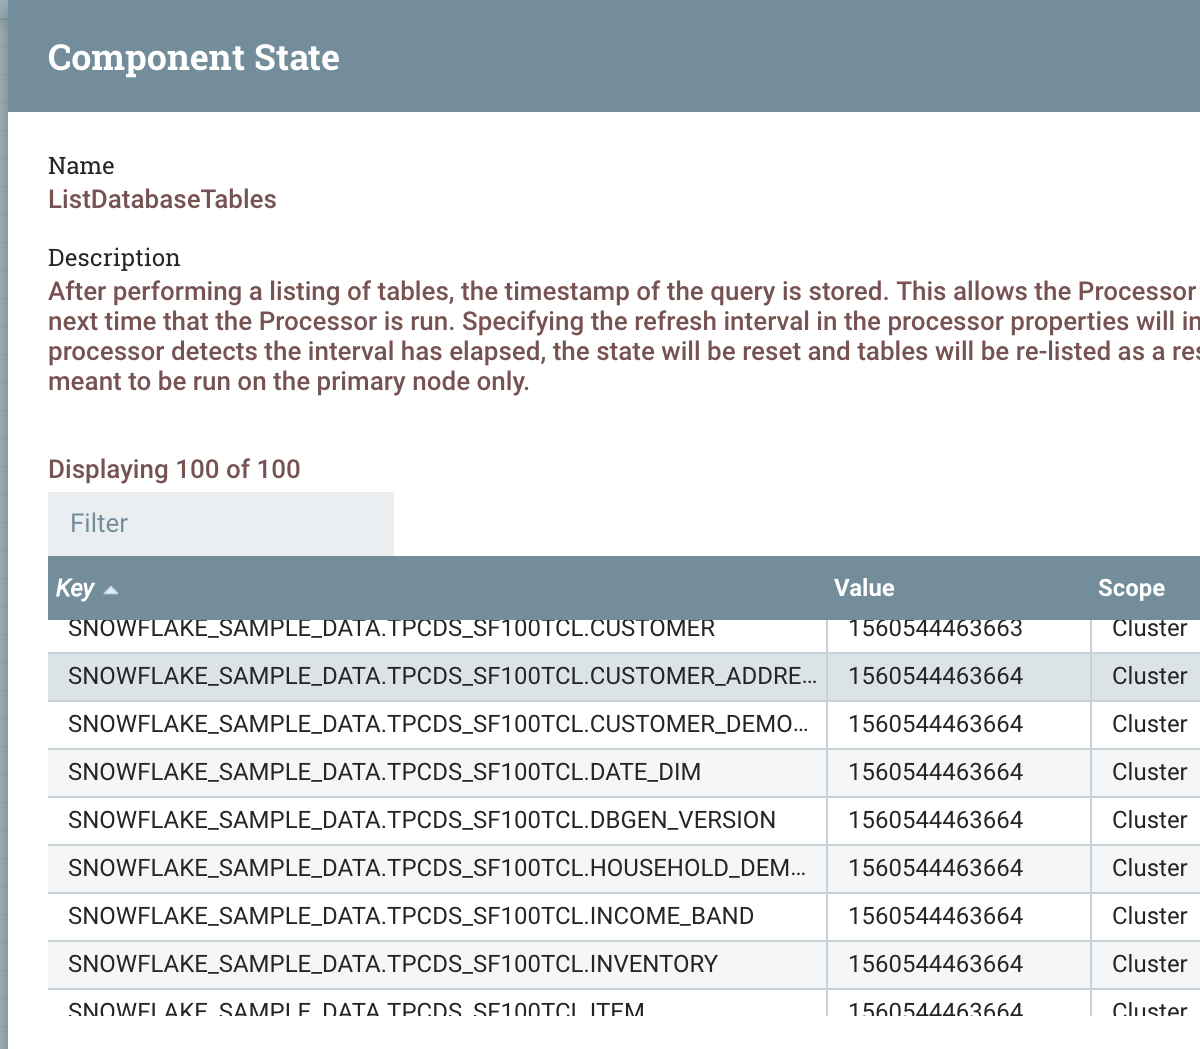 Component State
Name
ListDatabaseTables
Description
After performing a listing of tables, the timestamp of the query is stored. This allows the Processor
next time that the Processor is run. Specifying the refresh interval in the processor properties will in
processor detects the interval has elapsed, the state will be reset and tables will be re-listed as a res
meant to be run on the primary node only.
Displaying 100 of 100
Filter
Key Value Scope
SNOWFLAKE_SAMPLE_DATA.TPCDS_SF100TCL.CUSTOMER 1560544463663 Cluster
SNOWFLAKE_SAMPLE_DATA.TPCDS_SF100TCL.CUSTOMER_ADDRE... 1560544463664 Cluster
SNOWFLAKE_SAMPLE_DATA.TPCDS_SF100TCL.CUSTOMER_DEMO... 1560544463664 Cluster
SNOWFLAKE_SAMPLE_DATA.TPCDS_SF100TCL.DATE_DIM 1560544463664 Cluster
SNOWFLAKE_SAMPLE_DATA.TPCDS_SF100TCL.DBGEN_VERSION 1560544463664 Cluster
SNOWFLAKE_SAMPLE_DATA.TPCDS_SF100TCL.HOUSEHOLD_DEM... 1560544463664 Cluster
SNOWFLAKE_SAMPLE_DATA.TPCDS_SF100TCL.INCOME_BAND 1560544463664 Cluster
SNOWFLAKE_SAMPLE_DATA.TPCDS_SF100TCL.INVENTORY 1560544463664 Cluster
SNOWFLAKE_SAMPLE_DATA.TPCDS_SF100TCL.ITEM 1560544463664 Cluster